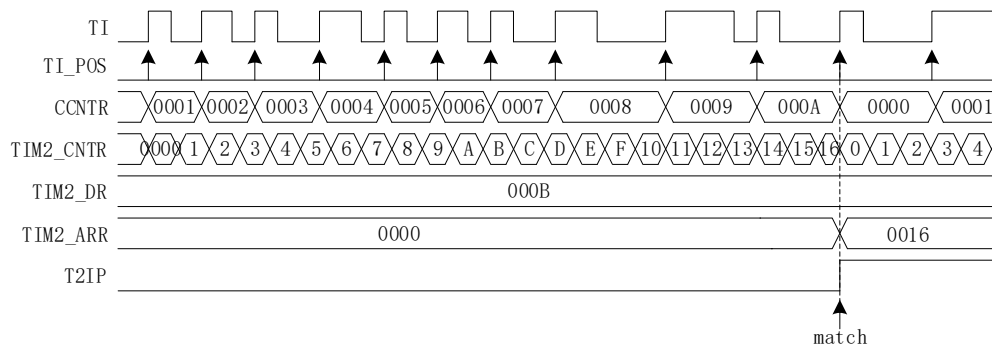 TI
TI_POS
CCNTR 0001 0002 0003 0004 0005 0006 0007 0008 0009 000A 0000 0001
TIM2_CNTR 0000 1 2 3 4 5 6 7 8 9 A B C D E F 10 11 12 13 14 15 16 0 1 2 3 4
TIM2_DR 000B
TIM2_ARR 0000 0016
T2IP
match